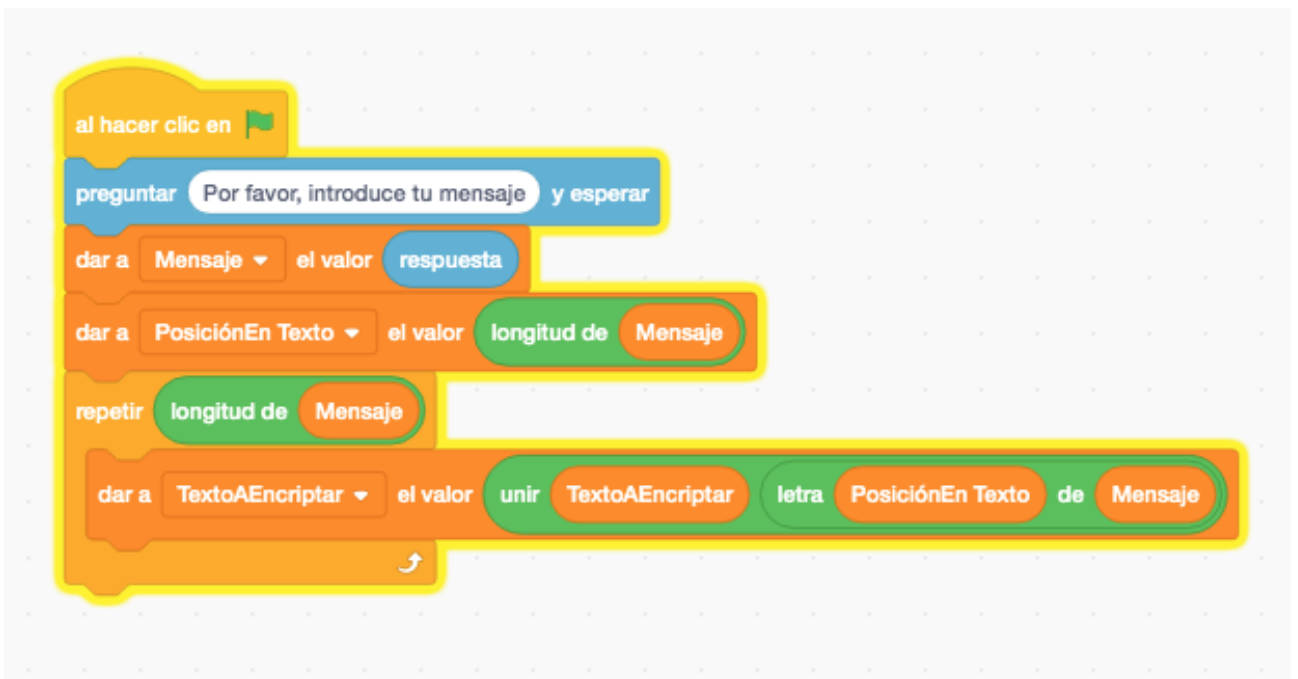 al hacer clic en
preguntar Por favor, introduce tu mensaje y esperar
dar a Mensaje el valor respuesta
dar a PosiciónEn Texto el valor longitud de Mensaje
repetir longitud de Mensaje
dar a TextoAEncriptar el valor unir TextoAEncriptar letra PosiciónEn Texto de Mensaje